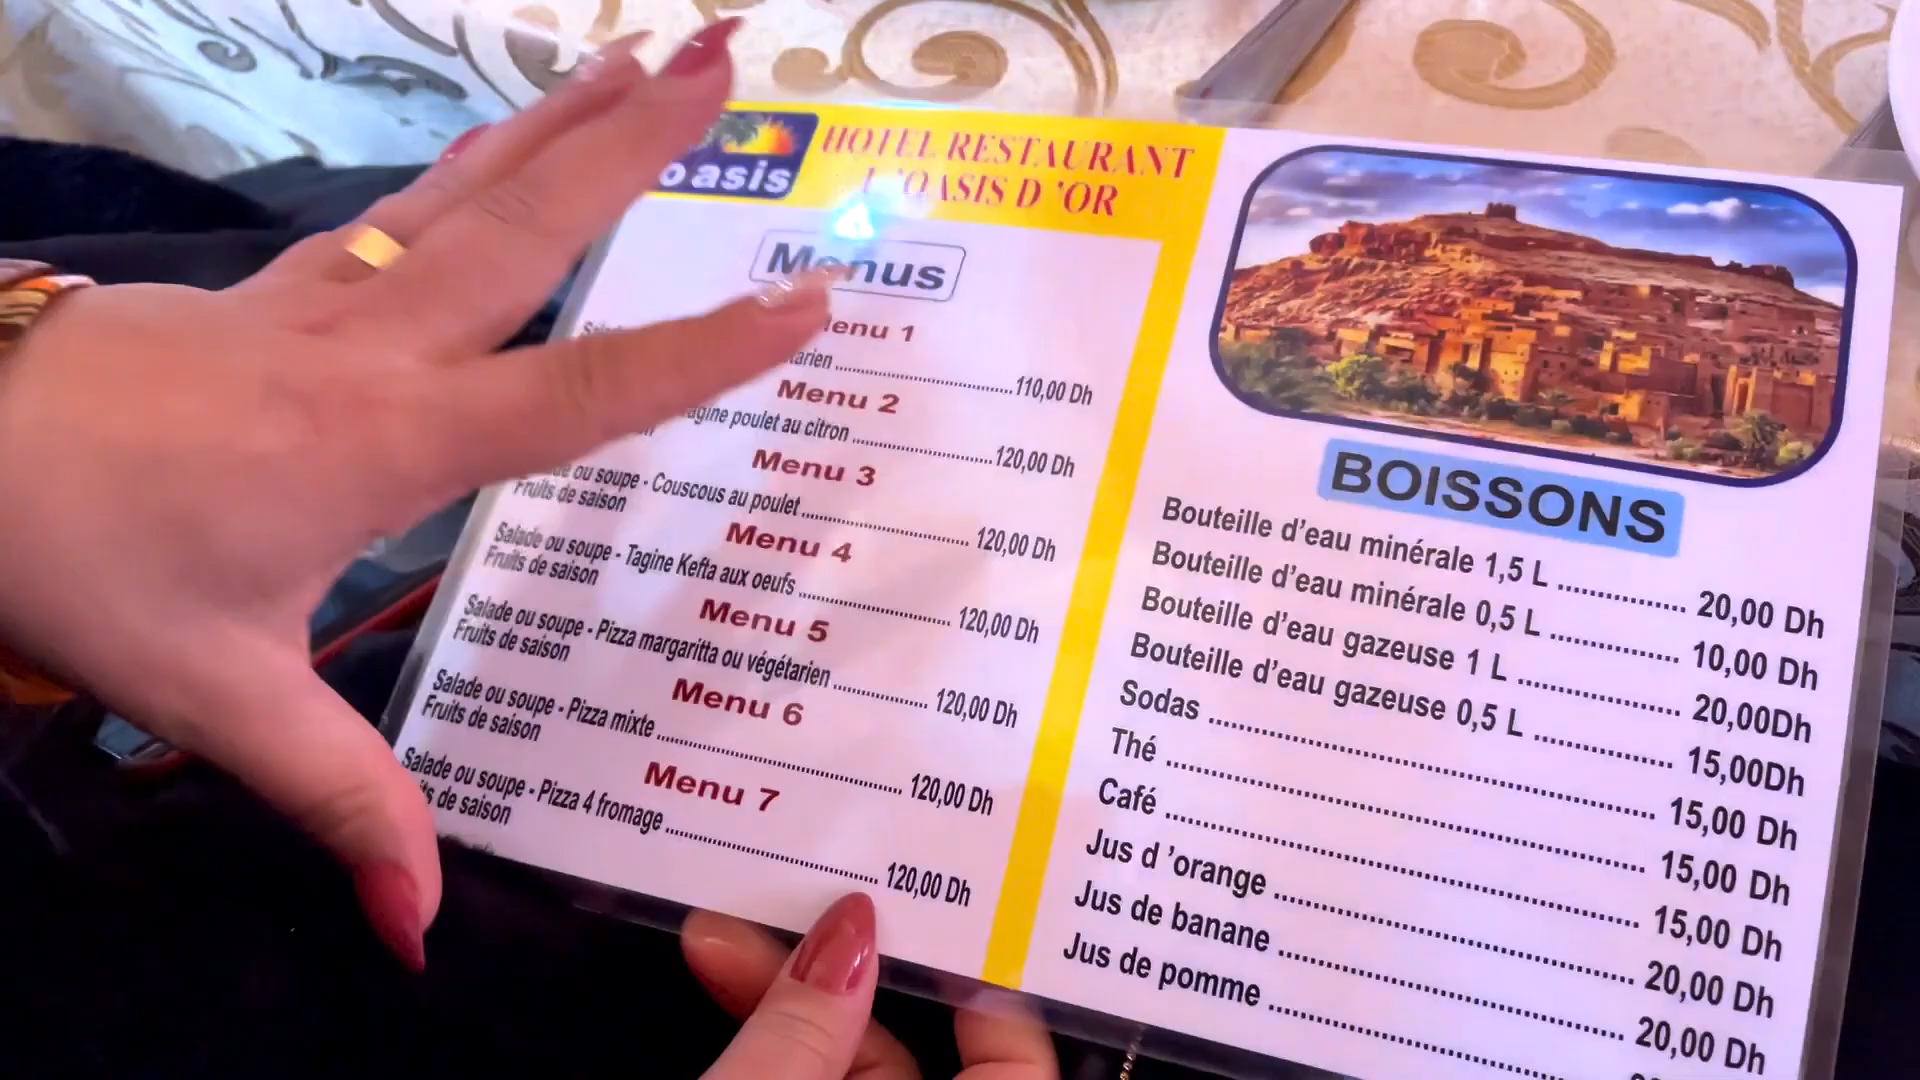 oasis
HOTEL RESTAURANT
L'OASIS D 'OR
Menus
Menu 1
110,00 Dh
Menu 2
Tagine poulet au citron ........ 120,00 Dh
Menu 3
ou soupe - Couscous au poulet ........ 120,00 Dh
Fruits de saison
Menu 4
Salade ou soupe - Tagine Kefta aux oeufs ........ 120,00 Dh
Fruits de saison
Menu 5
Salade ou soupe - Pizza margaritta ou végétarien ........ 120,00 Dh
Fruits de saison
Menu 6
Salade ou soupe - Pizza mixte ........ 120,00 Dh
Fruits de saison
Menu 7
Salade ou soupe - Pizza 4 fromage ........ 120,00 Dh
de saison
BOISSONS
Bouteille d'eau minérale 1,5 L ........ 20,00 Dh
Bouteille d'eau minérale 0,5 L ........ 10,00 Dh
Bouteille d'eau gazeuse 1 L ........ 20,00Dh
Bouteille d'eau gazeuse 0,5 L ........ 15,00Dh
Sodas ........ 15,00 Dh
Thé ........ 15,00 Dh
Café ........ 15,00 Dh
Jus d 'orange ........ 20,00 Dh
Jus de banane ........ 20,00 Dh
Jus de pomme ........